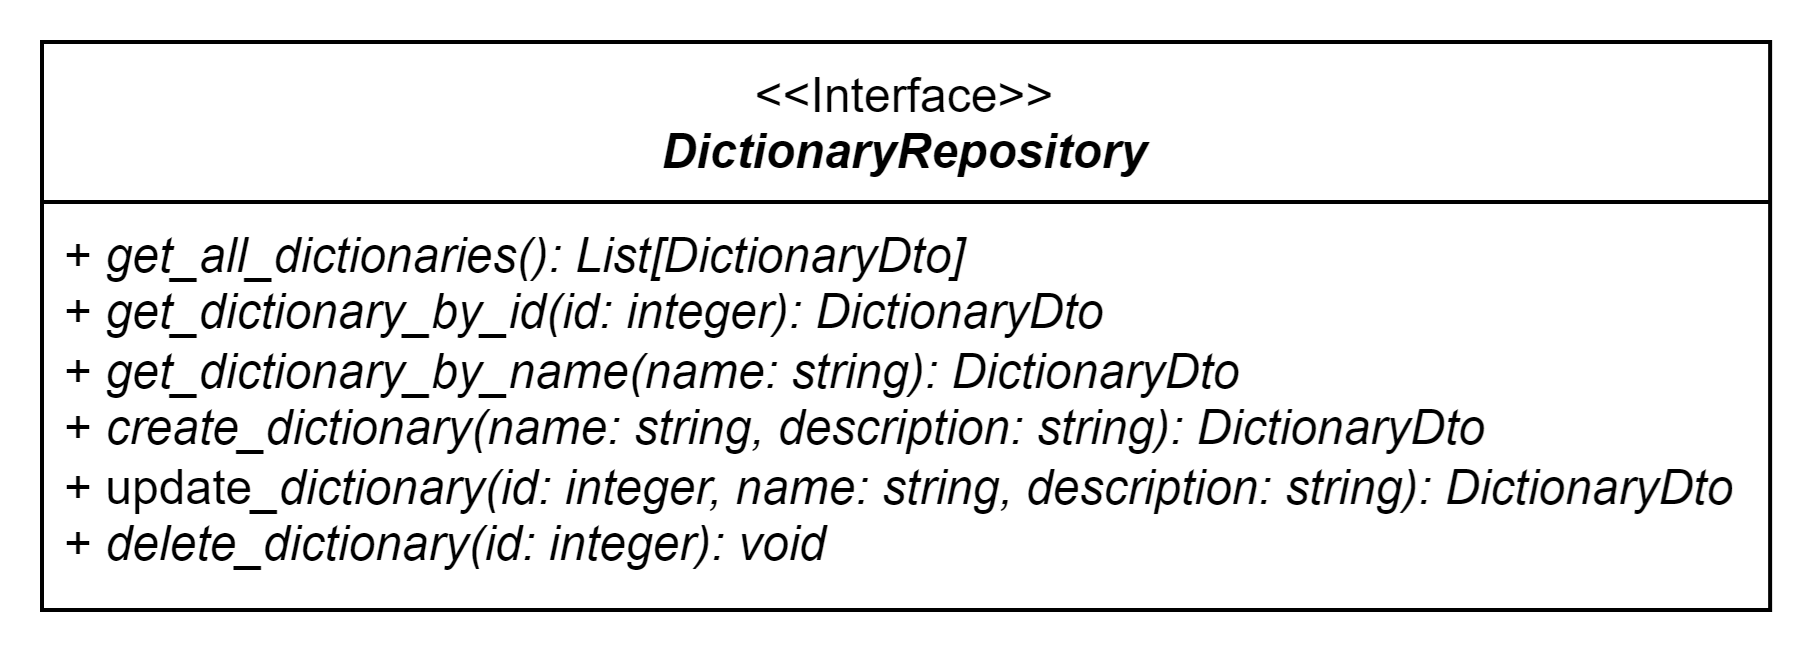 <<Interface>>
DictionaryRepository
+ get_all_dictionaries(): List[DictionaryDto]
+ get_dictionary_by_id(id: integer): DictionaryDto
+ get_dictionary_by_name(name: string): DictionaryDto
+ create_dictionary(name: string, description: string): DictionaryDto
+ update_dictionary(id: integer, name: string, description: string): DictionaryDto
+ delete_dictionary(id: integer): void